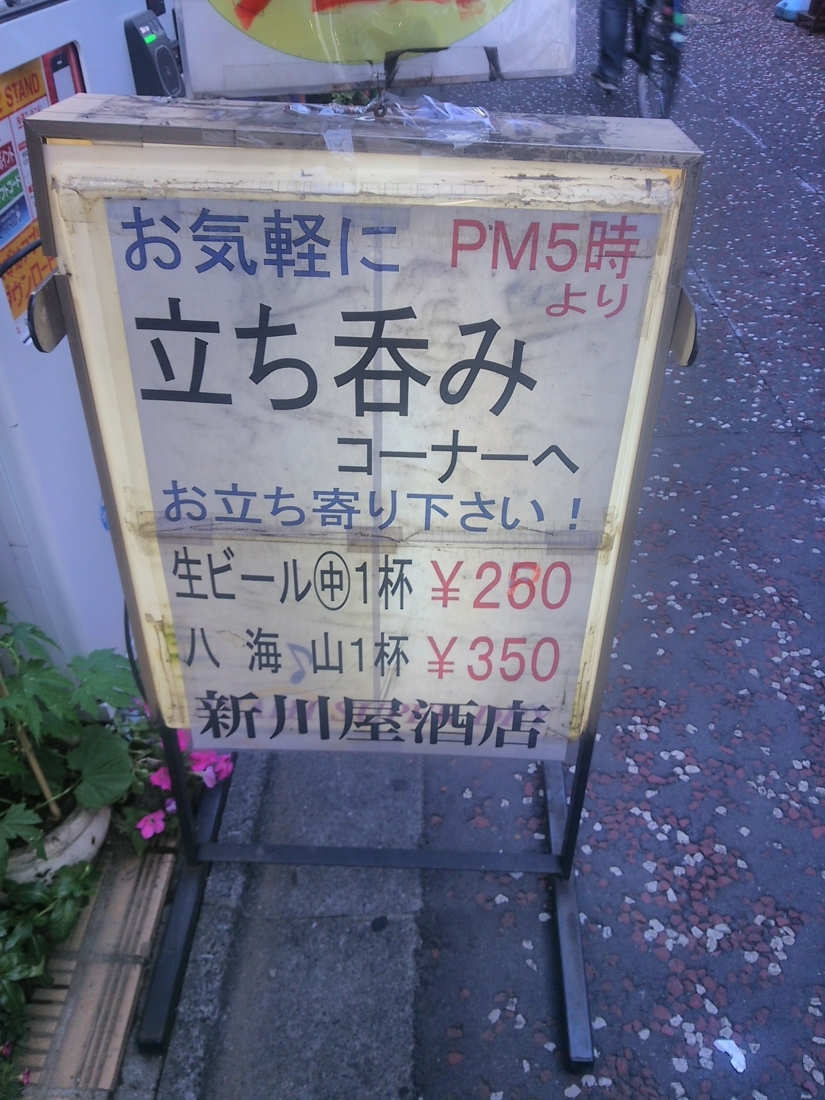 お気軽に PM5時
より
立ち呑み
コーナーへ
お立ち寄り下さい!
生ビール㊥1杯 ¥260
八海山1杯 ¥350
新川屋酒店
STAND